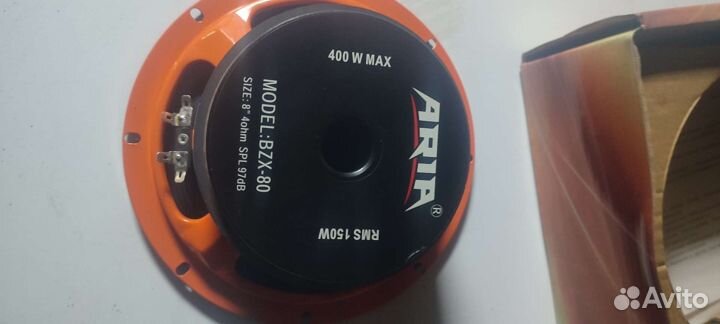 400 W MAX
ARIA®
MODEL:BZX-80
SIZE: 8" 4ohm SPL 97dB
RMS 150W
Avito